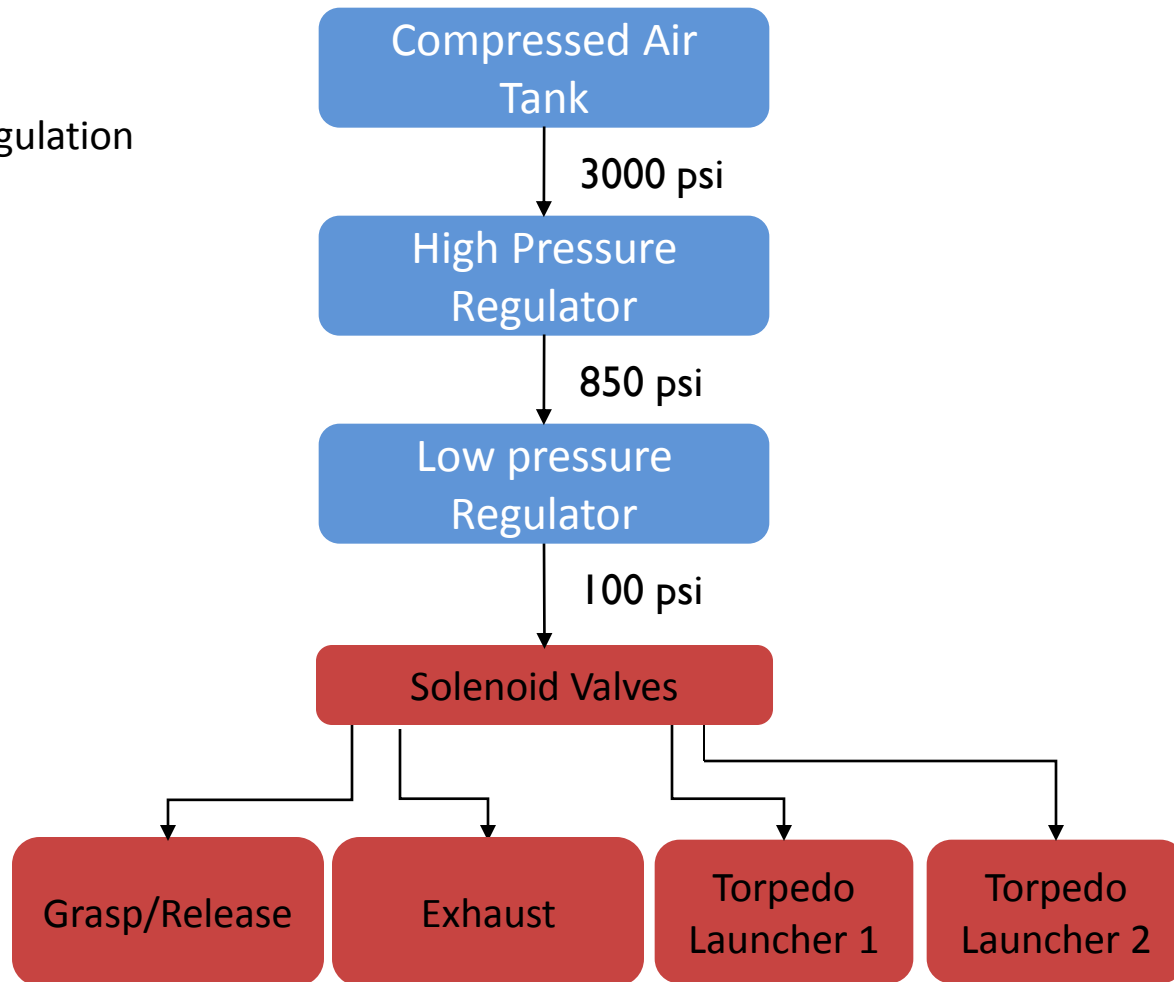 Compressed Air
Tank
gulation
3000 psi
High Pressure
Regulator
850 psi
Low pressure
Regulator
100 psi
Solenoid Valves
Grasp/Release
Exhaust
Torpedo
Launcher 1
Torpedo
Launcher 2